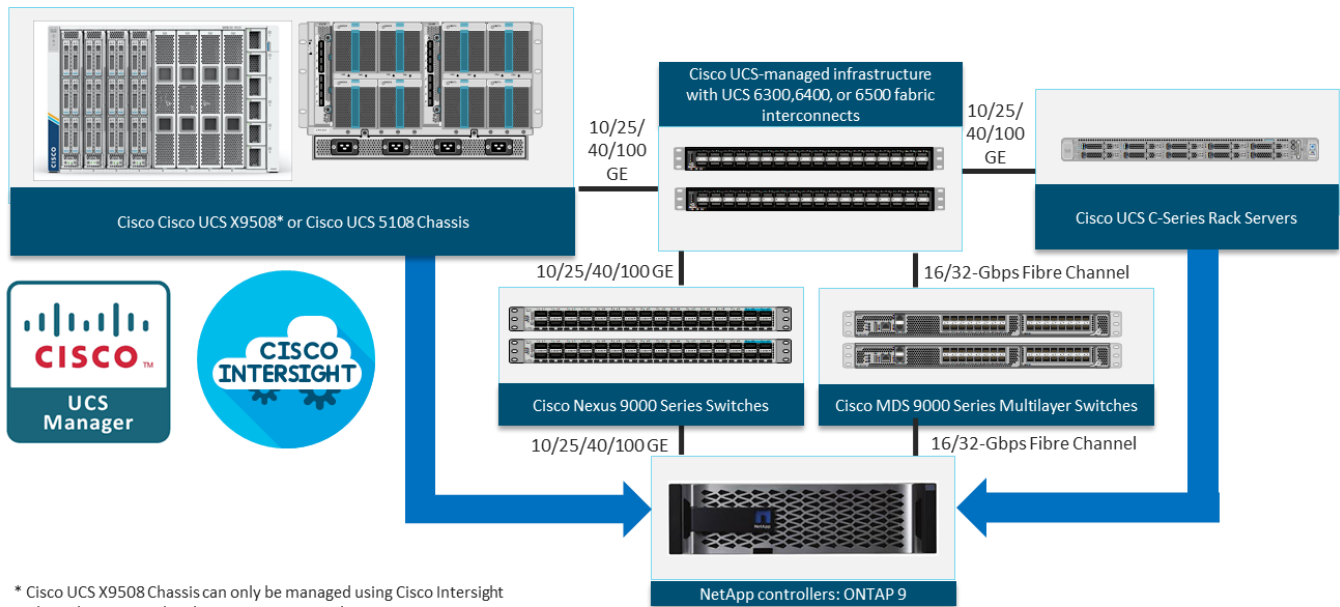 Cisco UCS-managed infrastructure
with UCS 6300,6400, or 6500 fabric
interconnects
10/25/
40/100
GE
10/25/
40/100
GE
CISCO
Cisco Cisco UCS X9508* or Cisco UCS 5108 Chassis
Cisco UCS C-Series Rack Servers
10/25/40/100 GE
16/32-Gbps Fibre Channel
CISCO
TM
UCS
Manager
CISCO
INTERSIGHT
Cisco Nexus 9000 Series Switches
Cisco MDS 9000 Series Multilayer Switches
10/25/40/100 GE
16/32-Gbps Fibre Channel
NetApp
NetApp controllers: ONTAP 9
* Cisco UCS X9508 Chassis can only be managed using Cisco Intersight